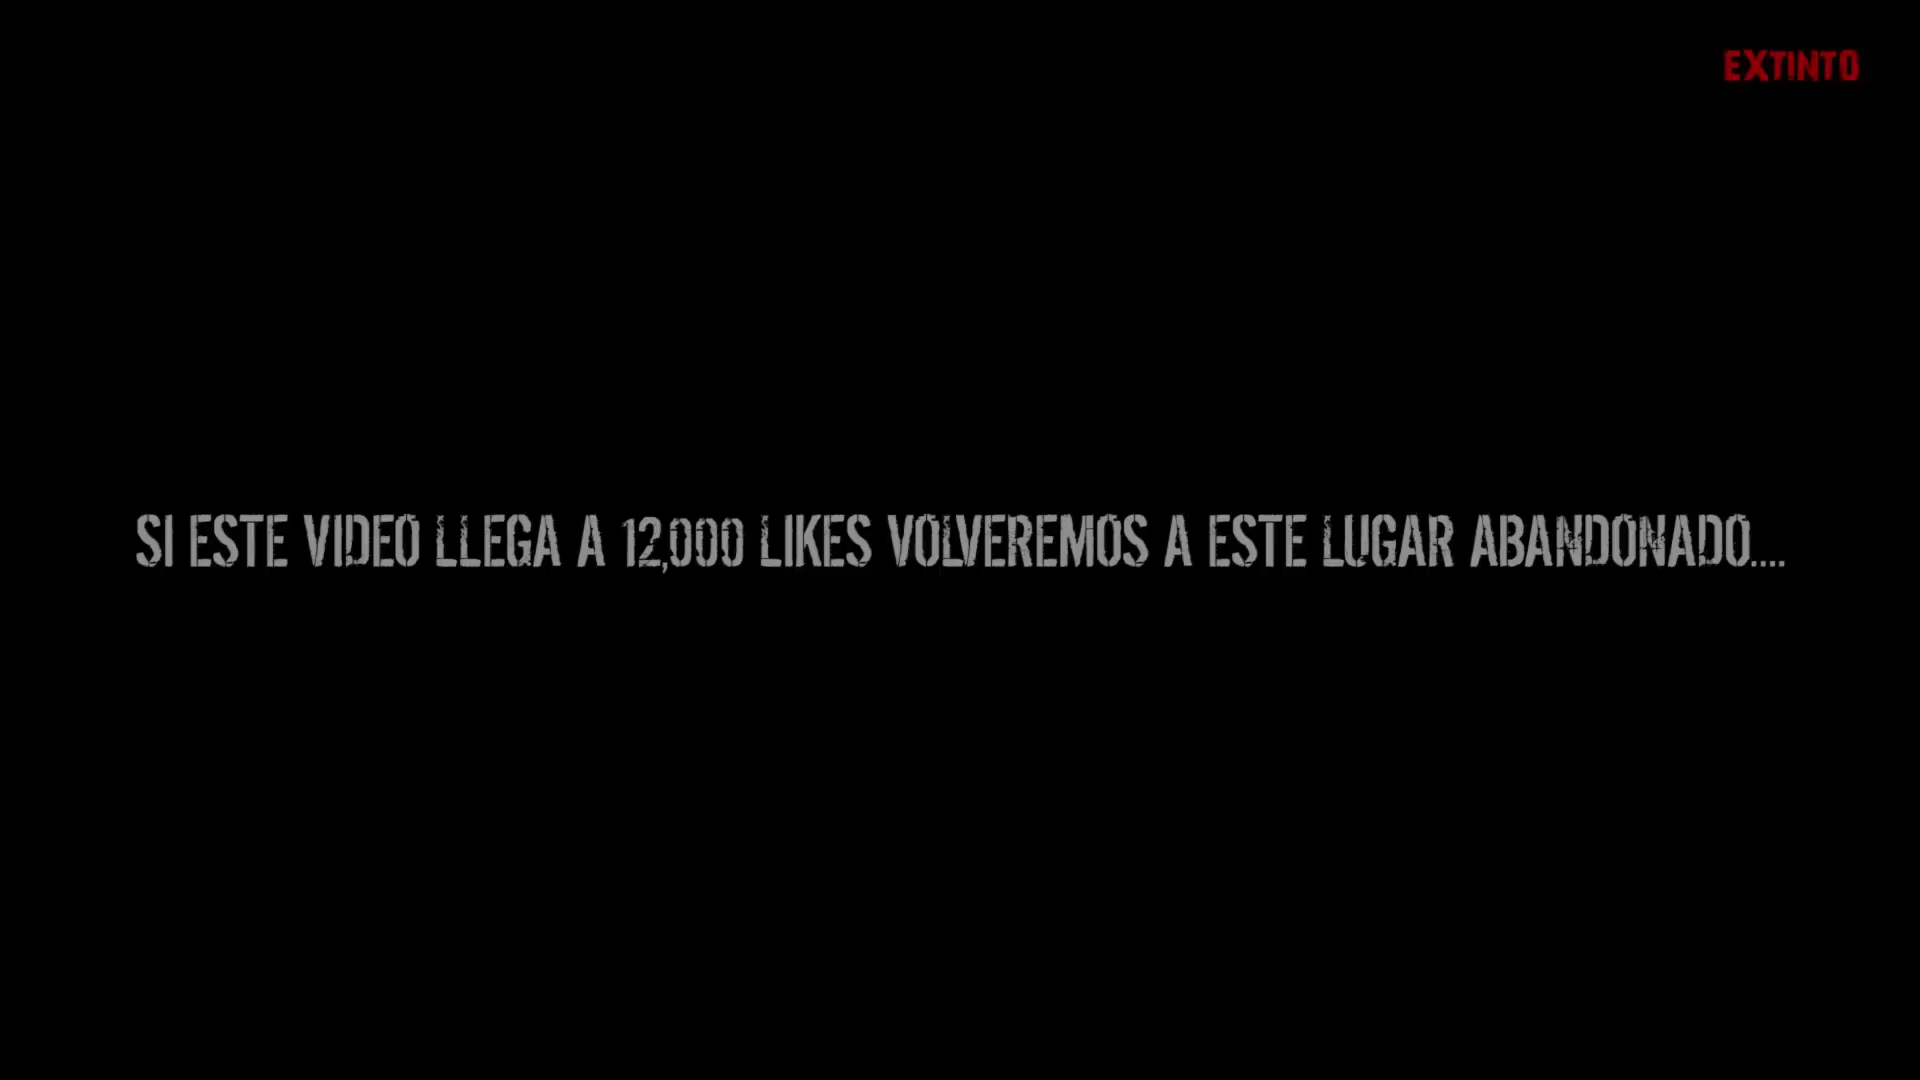 EXTINTO
SI ESTE VIDEO LLEGA A 12,000 LIKES VOLVEREMOS A ESTE LUGAR ABANDONADO....